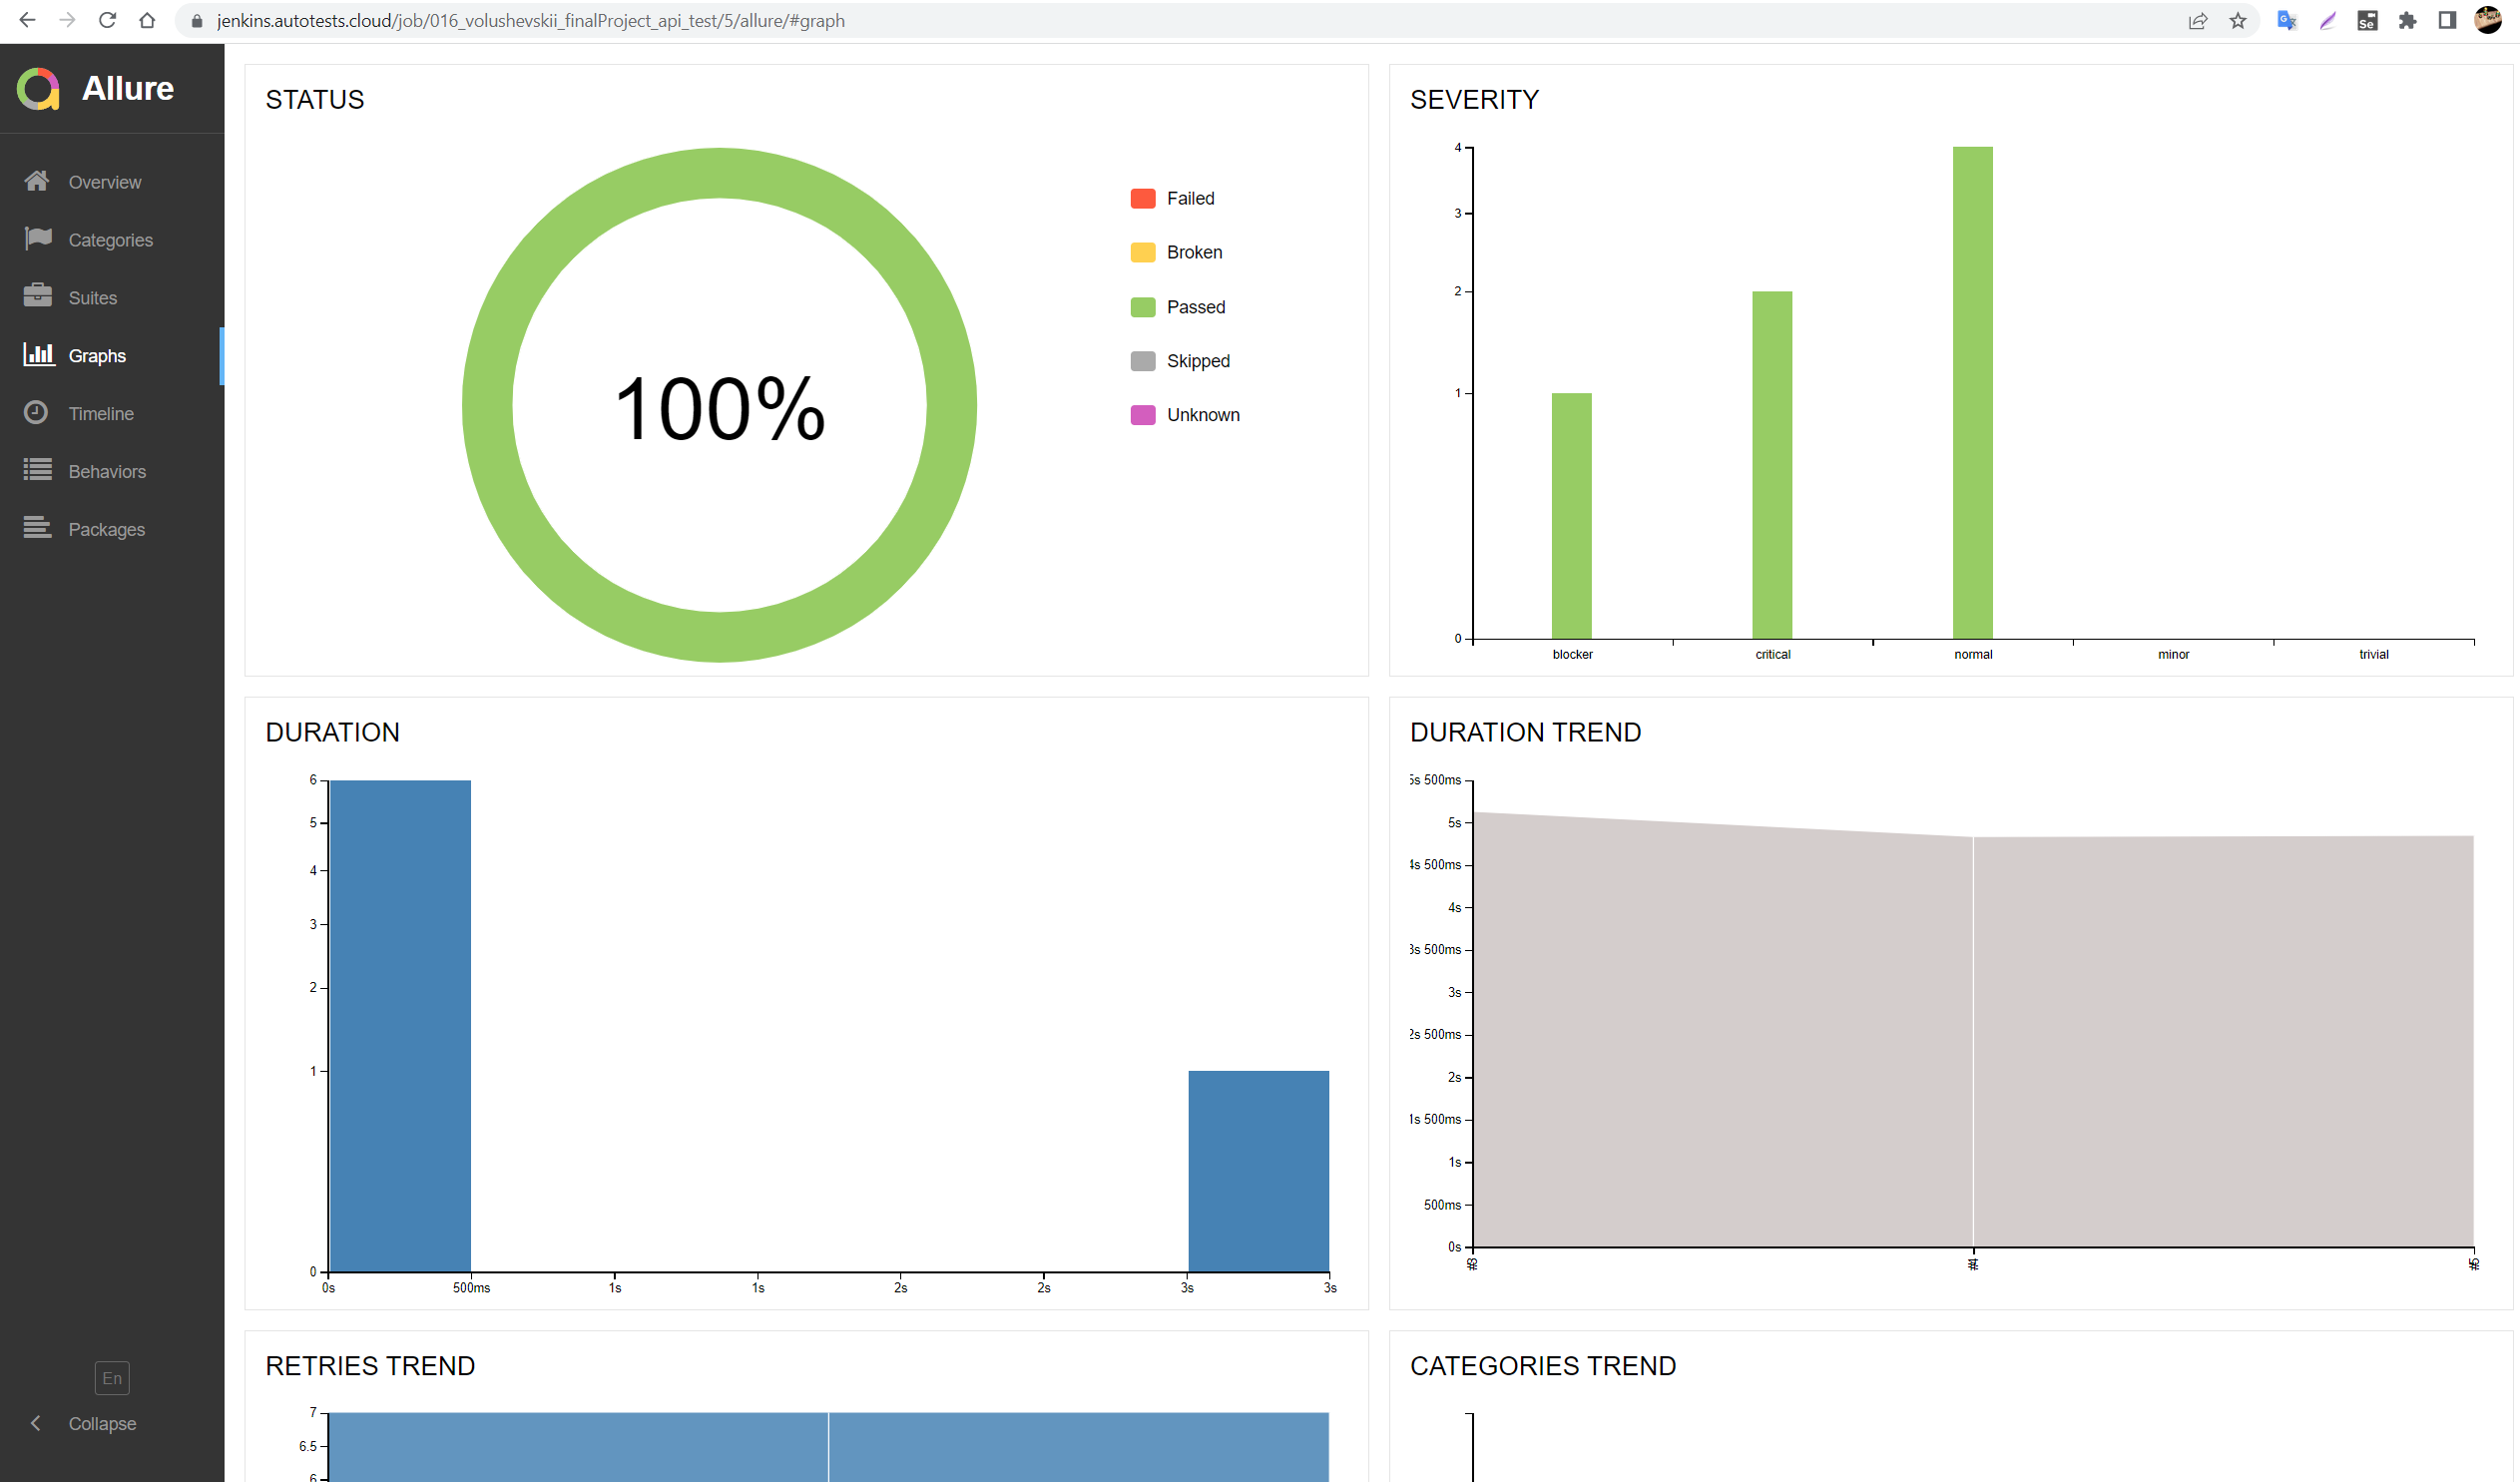 jenkins.autotests.cloud/job/016_volushevskii_finalProject_api_test/5/allure/#graph
Se
Allure
Overview
Categories
Suites
Graphs
Timeline
Behaviors
Packages
En
Collapse
STATUS
100%
Failed
Broken
Passed
Skipped
Unknown
SEVERITY
4
3
2
1
0
blocker critical normal minor trivial
DURATION
6
5
4
3
2
1
0
0s 500ms 1s 1s 2s 2s 3s 3s
DURATION TREND
5s 500ms
5s
4s 500ms
4s
3s 500ms
3s
2s 500ms
2s
1s 500ms
1s
500ms
0s
#3 #4 #5
RETRIES TREND
7
6.5
6
CATEGORIES TREND